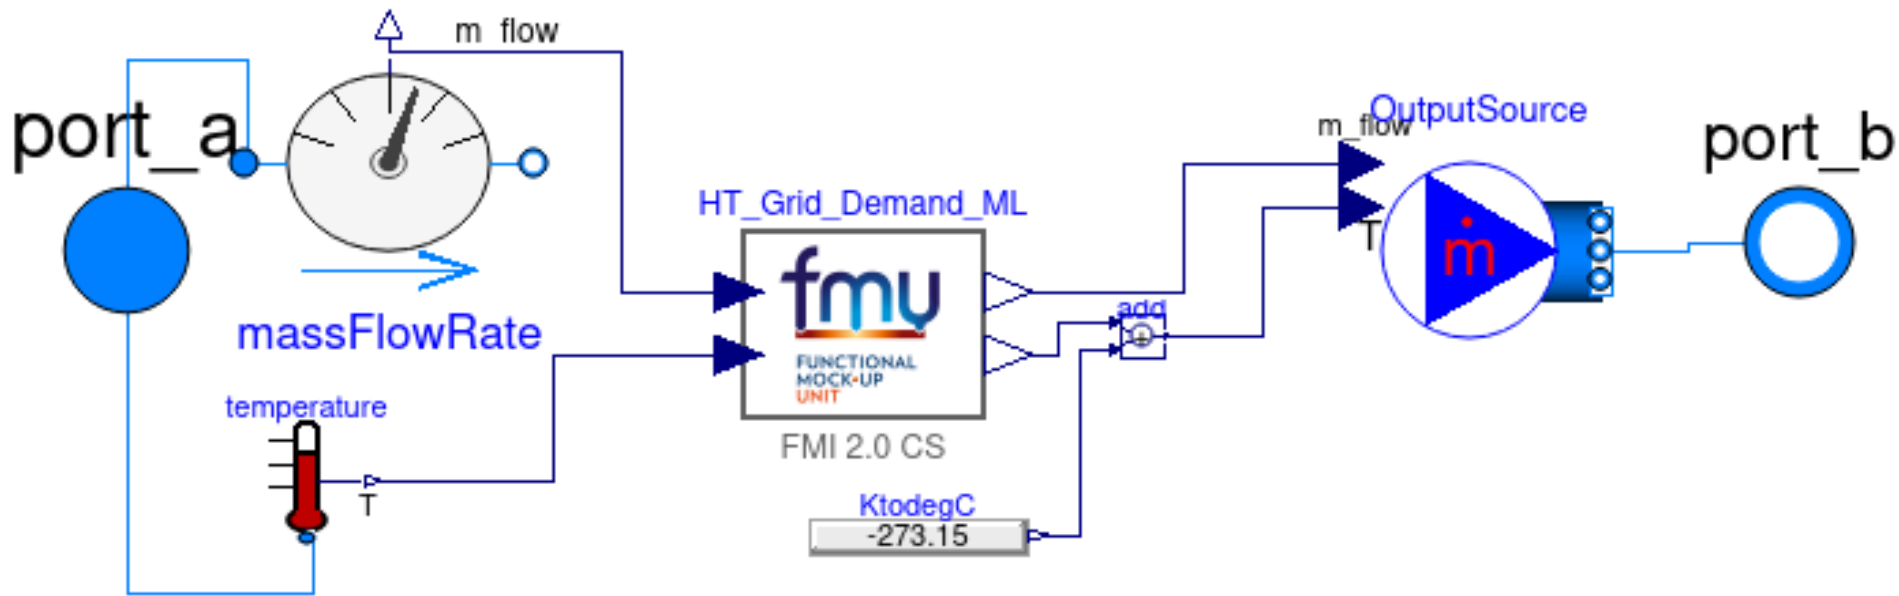 m flow
port_a
OutputSource
m_flow
port_b
HT_Grid_Demand_ML
T
ṁ
fmu
FUNCTIONAL
MOCK-UP
UNIT
add
+
massFlowRate
temperature
FMI 2.0 CS
T
KtodegC
-273.15